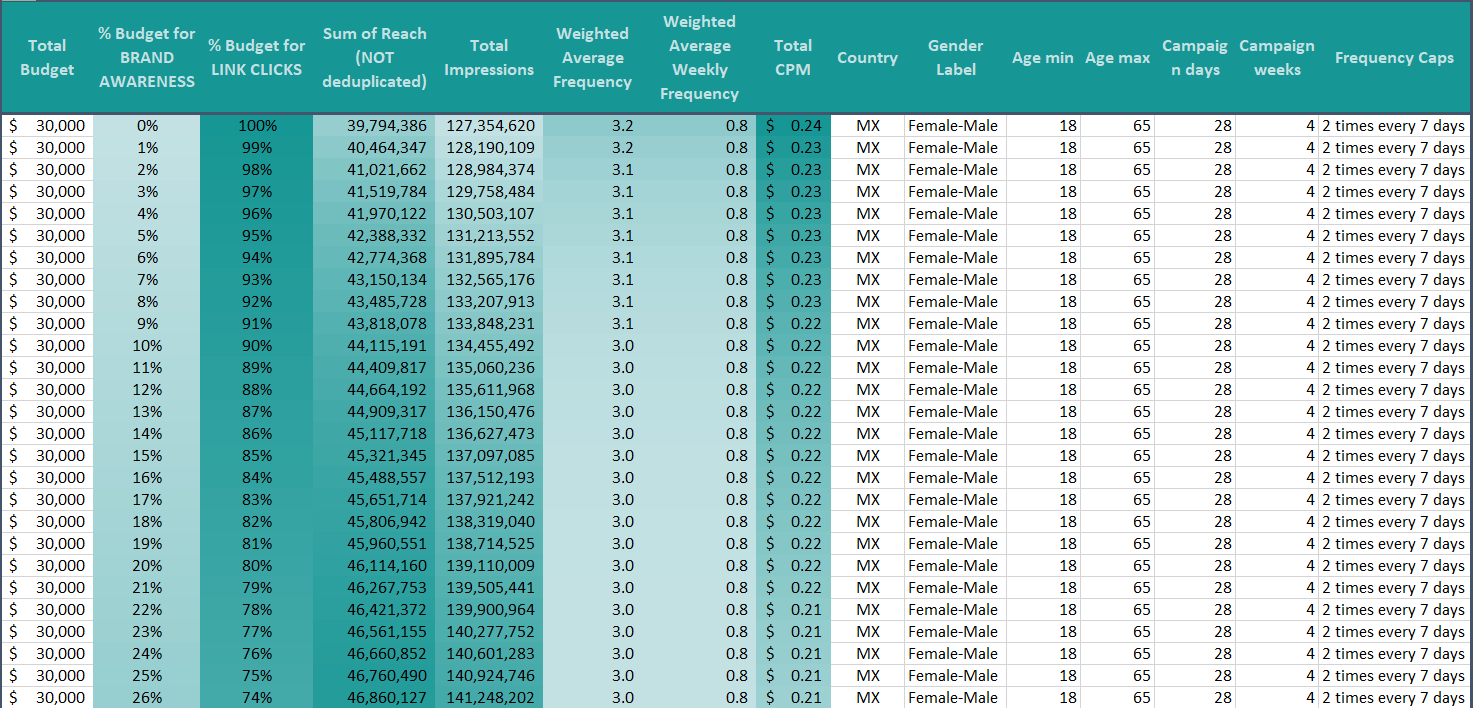 Total Budget % Budget for BRAND AWARENESS % Budget for LINK CLICKS Sum of Reach (NOT deduplicated) Total Impressions Weighted Average Frequency Weighted Average Weekly Frequency Total CPM Country Gender Label Age min Age max Campaig n days Campaign weeks Frequency Caps
$ 30,000 0% 100% 39,794,386 127,354,620 3.2 0.8 $ 0.24 MX Female-Male 18 65 28 4 2 times every 7 days
$ 30,000 1% 99% 40,464,347 128,190,109 3.2 0.8 $ 0.23 MX Female-Male 18 65 28 4 2 times every 7 days
$ 30,000 2% 98% 41,021,662 128,984,374 3.1 0.8 $ 0.23 MX Female-Male 18 65 28 4 2 times every 7 days
$ 30,000 3% 97% 41,519,784 129,758,484 3.1 0.8 $ 0.23 MX Female-Male 18 65 28 4 2 times every 7 days
$ 30,000 4% 96% 41,970,122 130,503,107 3.1 0.8 $ 0.23 MX Female-Male 18 65 28 4 2 times every 7 days
$ 30,000 5% 95% 42,388,332 131,213,552 3.1 0.8 $ 0.23 MX Female-Male 18 65 28 4 2 times every 7 days
$ 30,000 6% 94% 42,774,368 131,895,784 3.1 0.8 $ 0.23 MX Female-Male 18 65 28 4 2 times every 7 days
$ 30,000 7% 93% 43,150,134 132,565,176 3.1 0.8 $ 0.23 MX Female-Male 18 65 28 4 2 times every 7 days
$ 30,000 8% 92% 43,485,728 133,207,913 3.1 0.8 $ 0.23 MX Female-Male 18 65 28 4 2 times every 7 days
$ 30,000 9% 91% 43,818,078 133,848,231 3.1 0.8 $ 0.22 MX Female-Male 18 65 28 4 2 times every 7 days
$ 30,000 10% 90% 44,115,191 134,455,492 3.0 0.8 $ 0.22 MX Female-Male 18 65 28 4 2 times every 7 days
$ 30,000 11% 89% 44,409,817 135,060,236 3.0 0.8 $ 0.22 MX Female-Male 18 65 28 4 2 times every 7 days
$ 30,000 12% 88% 44,664,192 135,611,968 3.0 0.8 $ 0.22 MX Female-Male 18 65 28 4 2 times every 7 days
$ 30,000 13% 87% 44,909,317 136,150,476 3.0 0.8 $ 0.22 MX Female-Male 18 65 28 4 2 times every 7 days
$ 30,000 14% 86% 45,117,718 136,627,473 3.0 0.8 $ 0.22 MX Female-Male 18 65 28 4 2 times every 7 days
$ 30,000 15% 85% 45,321,345 137,097,085 3.0 0.8 $ 0.22 MX Female-Male 18 65 28 4 2 times every 7 days
$ 30,000 16% 84% 45,488,557 137,512,193 3.0 0.8 $ 0.22 MX Female-Male 18 65 28 4 2 times every 7 days
$ 30,000 17% 83% 45,651,714 137,921,242 3.0 0.8 $ 0.22 MX Female-Male 18 65 28 4 2 times every 7 days
$ 30,000 18% 82% 45,806,942 138,319,040 3.0 0.8 $ 0.22 MX Female-Male 18 65 28 4 2 times every 7 days
$ 30,000 19% 81% 45,960,551 138,714,525 3.0 0.8 $ 0.22 MX Female-Male 18 65 28 4 2 times every 7 days
$ 30,000 20% 80% 46,114,160 139,110,009 3.0 0.8 $ 0.22 MX Female-Male 18 65 28 4 2 times every 7 days
$ 30,000 21% 79% 46,267,753 139,505,441 3.0 0.8 $ 0.22 MX Female-Male 18 65 28 4 2 times every 7 days
$ 30,000 22% 78% 46,421,372 139,900,964 3.0 0.8 $ 0.21 MX Female-Male 18 65 28 4 2 times every 7 days
$ 30,000 23% 77% 46,561,155 140,277,752 3.0 0.8 $ 0.21 MX Female-Male 18 65 28 4 2 times every 7 days
$ 30,000 24% 76% 46,660,852 140,601,283 3.0 0.8 $ 0.21 MX Female-Male 18 65 28 4 2 times every 7 days
$ 30,000 25% 75% 46,760,490 140,924,746 3.0 0.8 $ 0.21 MX Female-Male 18 65 28 4 2 times every 7 days
$ 30,000 26% 74% 46,860,127 141,248,202 3.0 0.8 $ 0.21 MX Female-Male 18 65 28 4 2 times every 7 days